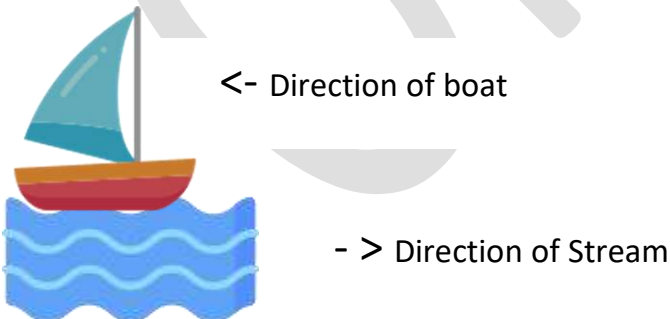 <- Direction of boat
- > Direction of Stream